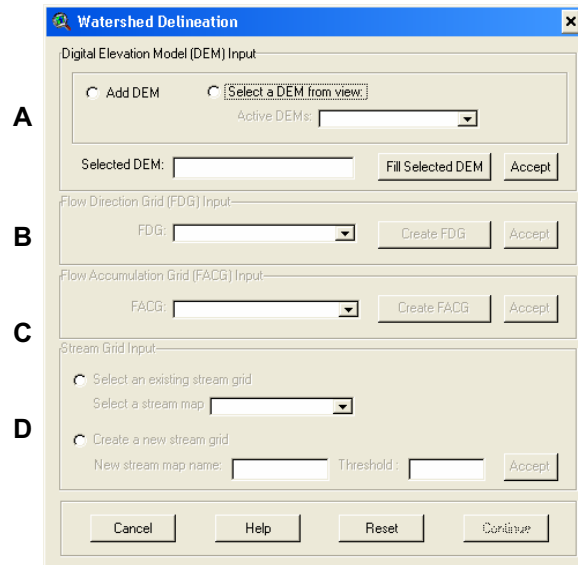 Watershed Delineation
Digital Elevation Model (DEM) Input
A
Add DEM Select a DEM from view:
Active DEMs:
Selected DEM: Fill Selected DEM Accept
Flow Direction Grid (FDG) Input
B
FDG: Create FDG Accept
Flow Accumulation Grid (FACG) Input
FACG: Create FACG Accept
C
Stream Grid Input
Select an existing stream grid
Select a stream map
D
Create a new stream grid
New stream map name: Threshold : Accept
Cancel Help Reset Continue